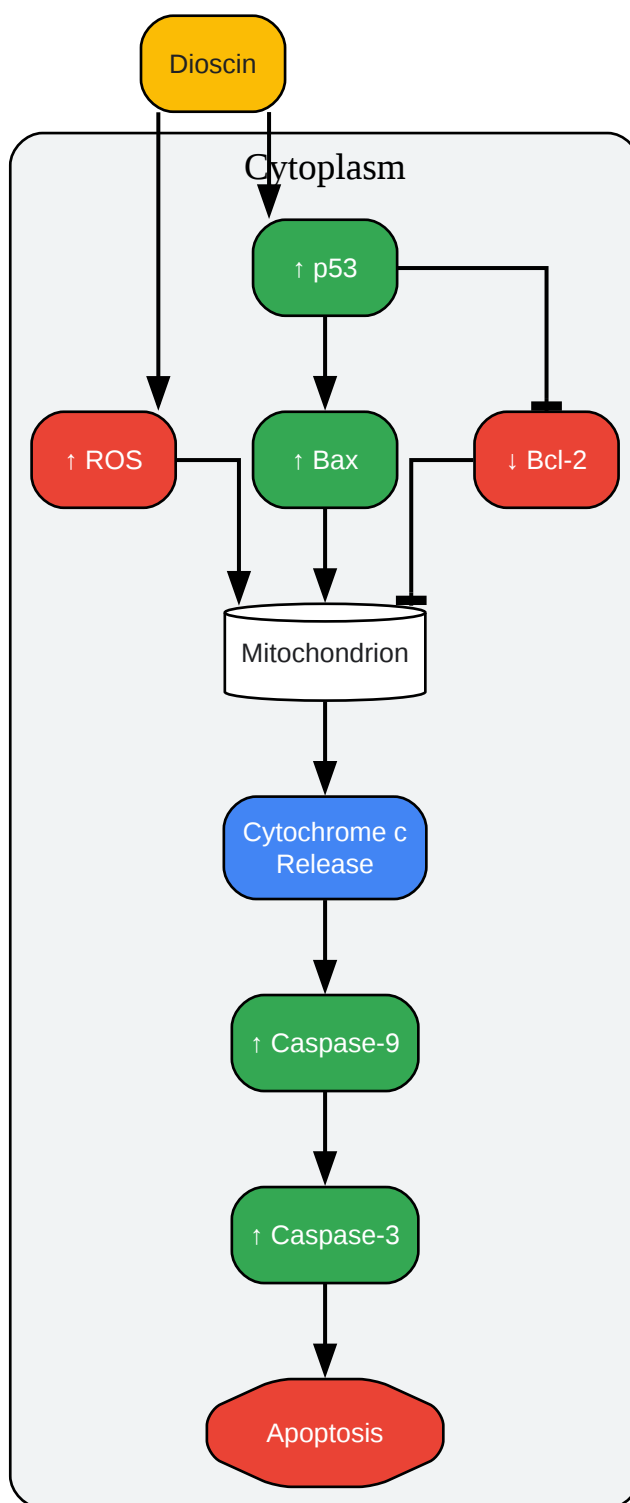 Dioscin
Cytoplasm
↑ p53
↑ ROS
↑ Bax
↓ Bcl-2
Mitochondrion
Cytochrome c
Release
↑ Caspase-9
↑ Caspase-3
Apoptosis